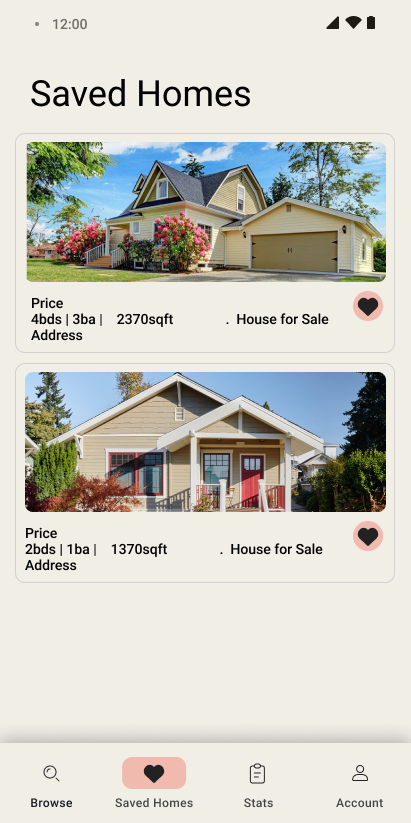 12:00
Saved Homes
Price
4bds | 3ba | 2370sqft . House for Sale
Address
Price
2bds | 1ba | 1370sqft . House for Sale
Address
Browse Saved Homes Stats Account